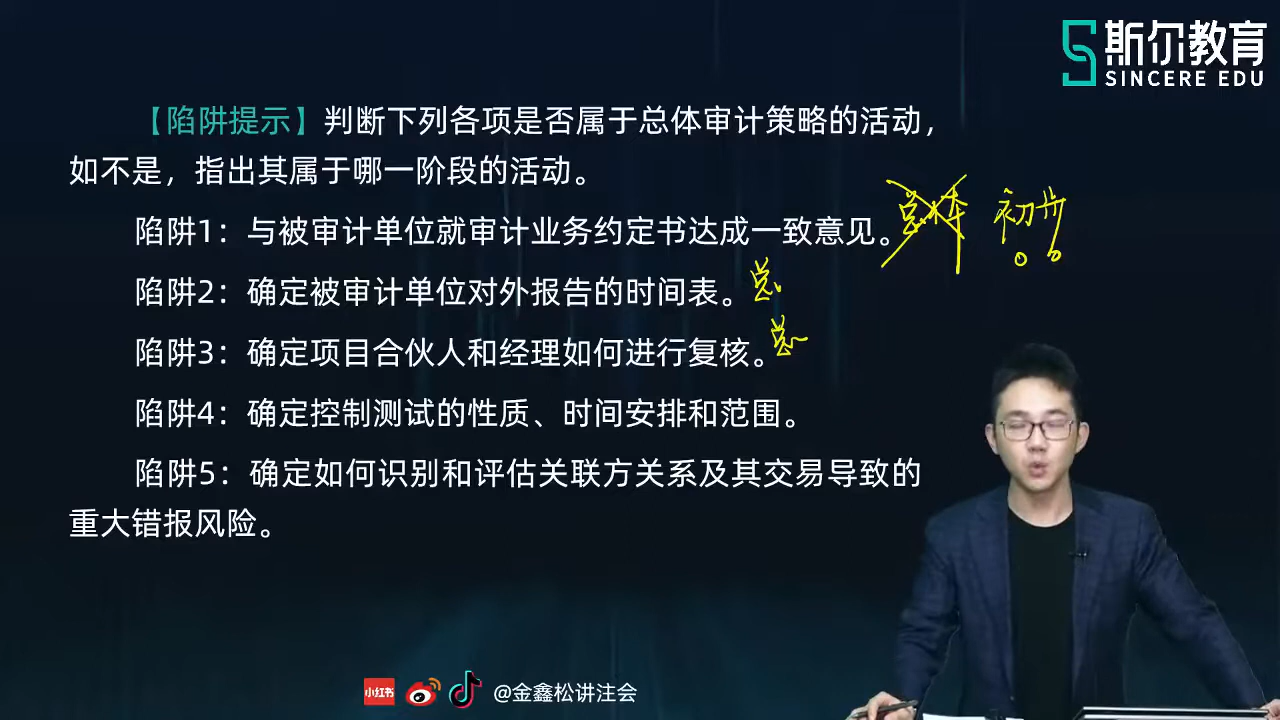 斯尔教育
SINCERE EDU
【陷阱提示】判断下列各项是否属于总体审计策略的活动，
如不是，指出其属于哪一阶段的活动。
总体 初步
陷阱1：与被审计单位就审计业务约定书达成一致意见。
陷阱2：确定被审计单位对外报告的时间表。总
陷阱3：确定项目合伙人和经理如何进行复核。总
陷阱4：确定控制测试的性质、时间安排和范围。
陷阱5：确定如何识别和评估关联方关系及其交易导致的
重大错报风险。
小红书 @金鑫松讲注会